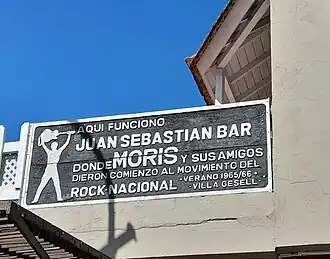 AQUI FUNCIONO
JUAN SEBASTIAN BAR
DONDE MORIS Y SUS AMIGOS
DIERON COMIENZO AL MOVIMIENTO DEL
ROCK-NACIONAL "VERANO 1965/66"
VILLA GESELL